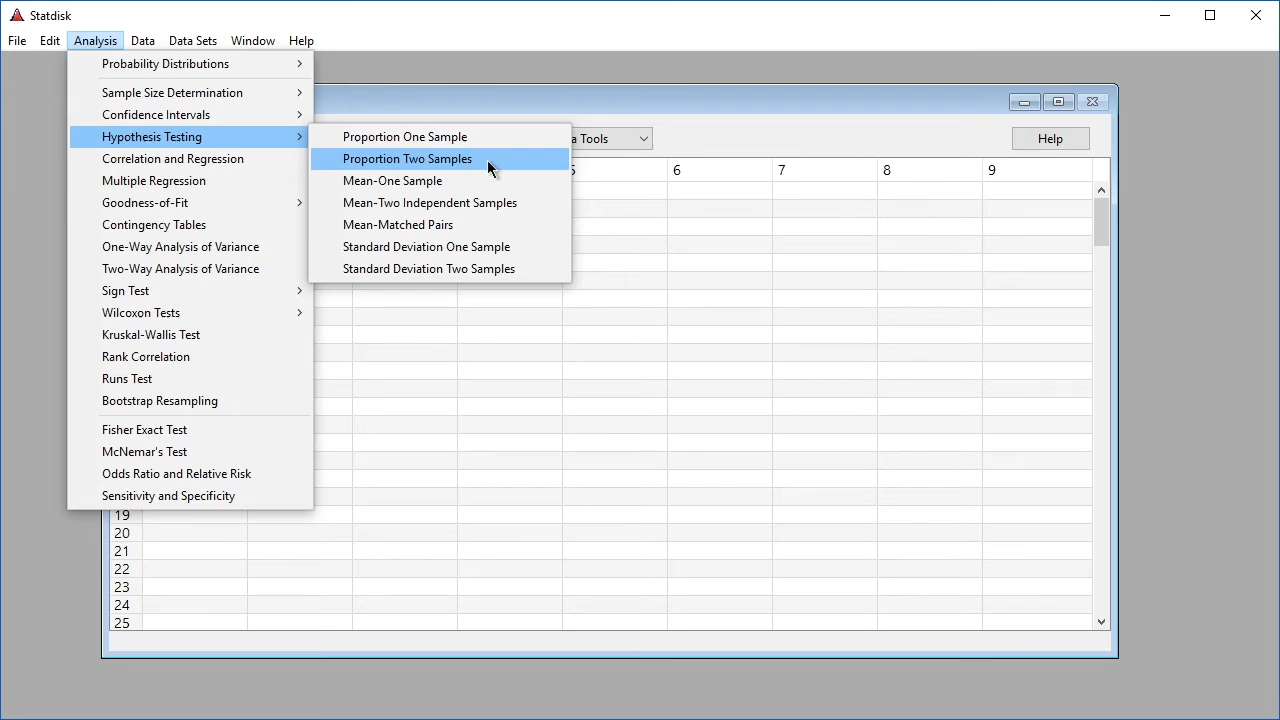 Statdisk
File Edit Analysis Data Data Sets Window Help
Probability Distributions
Sample Size Determination
Confidence Intervals
Hypothesis Testing
Correlation and Regression
Multiple Regression
Goodness-of-Fit
Contingency Tables
One-Way Analysis of Variance
Two-Way Analysis of Variance
Sign Test
Wilcoxon Tests
Kruskal-Wallis Test
Rank Correlation
Runs Test
Bootstrap Resampling
Fisher Exact Test
McNemar's Test
Odds Ratio and Relative Risk
Sensitivity and Specificity
Proportion One Sample
Proportion Two Samples
Mean-One Sample
Mean-Two Independent Samples
Mean-Matched Pairs
Standard Deviation One Sample
Standard Deviation Two Samples
a Tools
Help
5 6 7 8 9
19
20
21
22
23
24
25